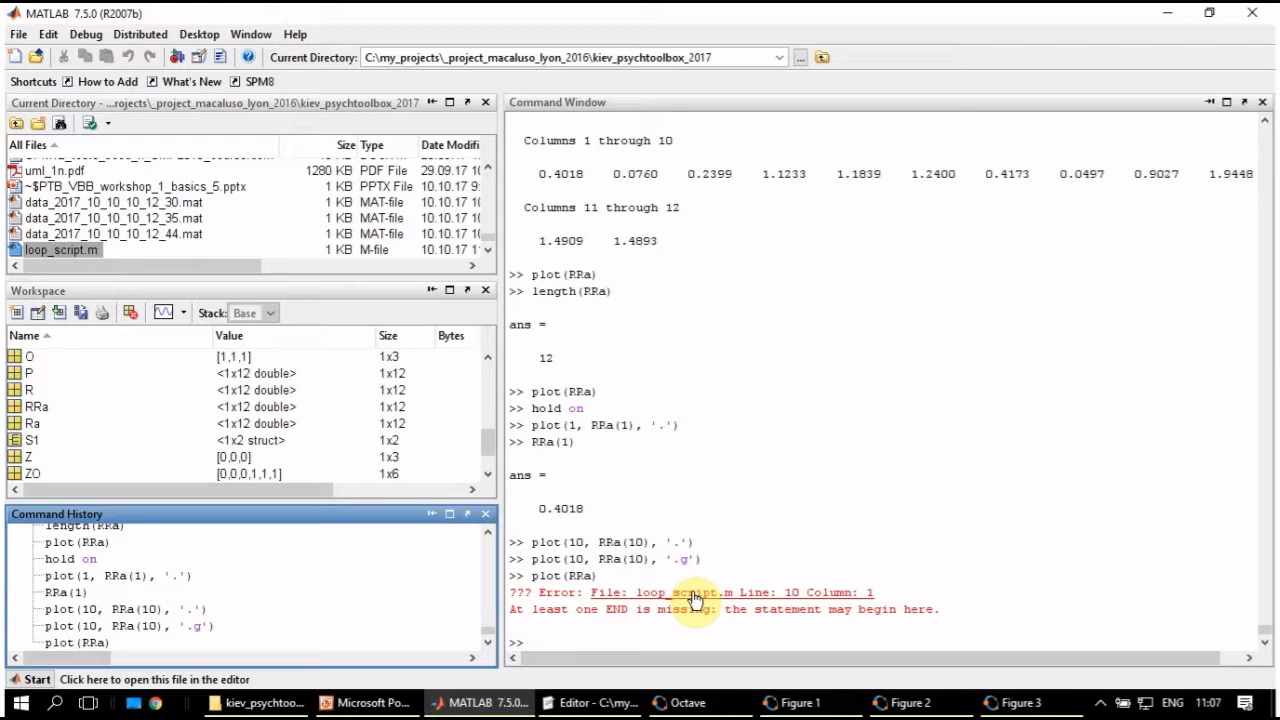 MATLAB 7.5.0 (R2007b)
File Edit Debug Distributed Desktop Window Help
Current Directory: C:\my_projects\_project_macaluso_lyon_2016\kiev_psychtoolbox_2017
Shortcuts How to Add What's New SPM8
Current Directory - ...rojects\_project_macaluso_lyon_2016\kiev_psychtoolbox_2017
All Files Size Type Date Modifi
uml_1n.pdf 1280 KB PDF File 29.09.17 10
~$PTB_VBB_workshop_1_basics_5.pptx 1 KB PPTX File 10.10.17 9:
data_2017_10_10_10_12_30.mat 1 KB MAT-file 10.10.17 10
data_2017_10_10_10_12_35.mat 1 KB MAT-file 10.10.17 10
data_2017_10_10_10_12_44.mat 1 KB MAT-file 10.10.17 10
loop_script.m 1 KB M-file 10.10.17 1
Workspace
Stack: Base
Name Value Size Bytes
O [1,1,1] 1x3
P <1x12 double> 1x12
R <1x12 double> 1x12
RRa <1x12 double> 1x12
Ra <1x12 double> 1x12
S1 <1x2 struct> 1x2
Z [0,0,0] 1x3
ZO [0,0,0,1,1,1] 1x6
Command History
length(RRa)
plot(RRa)
hold on
plot(1, RRa(1), '.')
RRa(1)
plot(10, RRa(10), '.')
plot(10, RRa(10), '.g')
plot(RRa)
Command Window
Columns 1 through 10
0.4018 0.0760 0.2399 1.1233 1.1839 1.2400 0.4173 0.0497 0.9027 1.9448
Columns 11 through 12
1.4909 1.4893
>> plot(RRa)
>> length(RRa)
ans =
12
>> plot(RRa)
>> hold on
>> plot(1, RRa(1), '.')
>> RRa(1)
ans =
0.4018
>> plot(10, RRa(10), '.')
>> plot(10, RRa(10), '.g')
>> plot(RRa)
??? Error: File: loop_script.m Line: 10 Column: 1
At least one END is missing: the statement may begin here.
>>
Start Click here to open this file in the editor
kiev_psychtoo... Microsoft Po... MATLAB 7.5.0... Editor - C:\my... Octave Figure 1 Figure 2 Figure 3 ENG 11:07